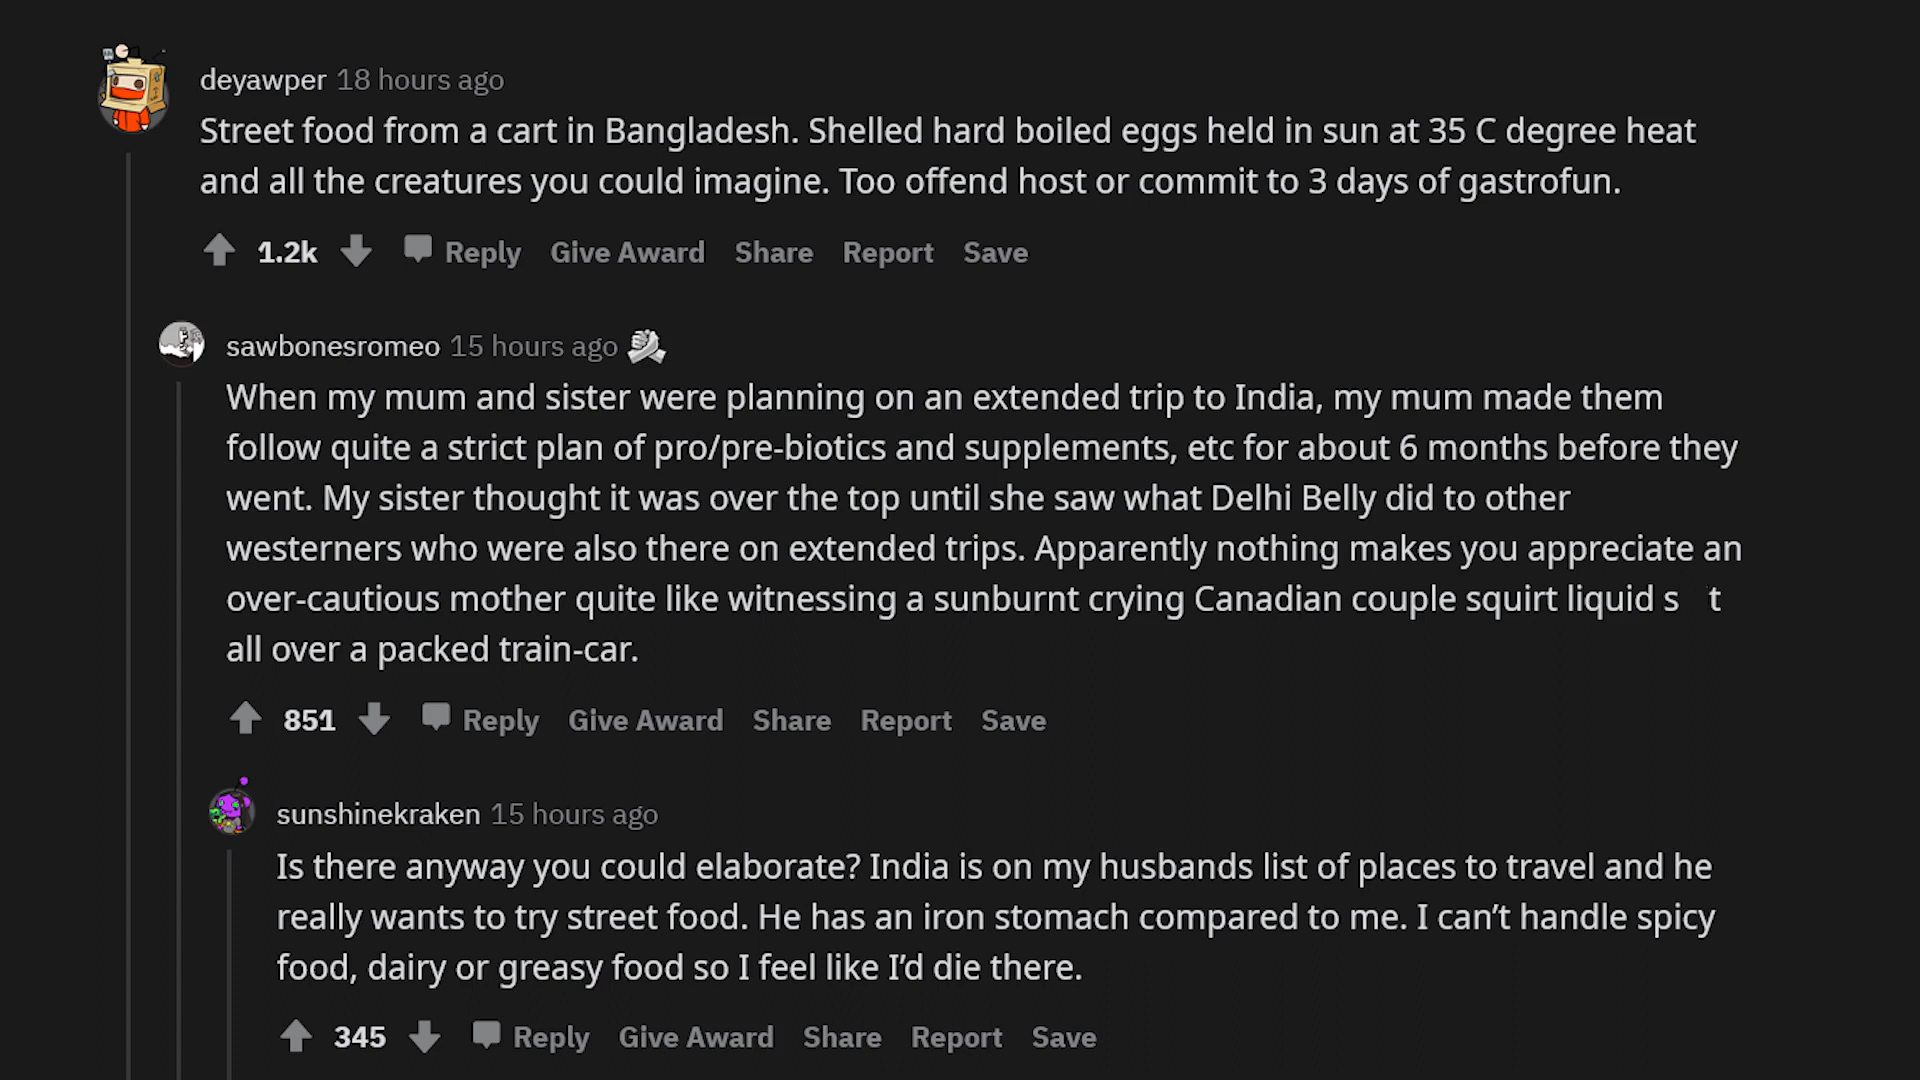 deyawper 18 hours ago
Street food from a cart in Bangladesh. Shelled hard boiled eggs held in sun at 35 C degree heat
and all the creatures you could imagine. Too offend host or commit to 3 days of gastrofun.
1.2k Reply Give Award Share Report Save
sawbonesromeo 15 hours ago
When my mum and sister were planning on an extended trip to India, my mum made them
follow quite a strict plan of pro/pre-biotics and supplements, etc for about 6 months before they
went. My sister thought it was over the top until she saw what Delhi Belly did to other
westerners who were also there on extended trips. Apparently nothing makes you appreciate an
over-cautious mother quite like witnessing a sunburnt crying Canadian couple squirt liquid s t
all over a packed train-car.
851 Reply Give Award Share Report Save
sunshinekraken 15 hours ago
Is there anyway you could elaborate? India is on my husbands list of places to travel and he
really wants to try street food. He has an iron stomach compared to me. I can’t handle spicy
food, dairy or greasy food so I feel like I’d die there.
345 Reply Give Award Share Report Save